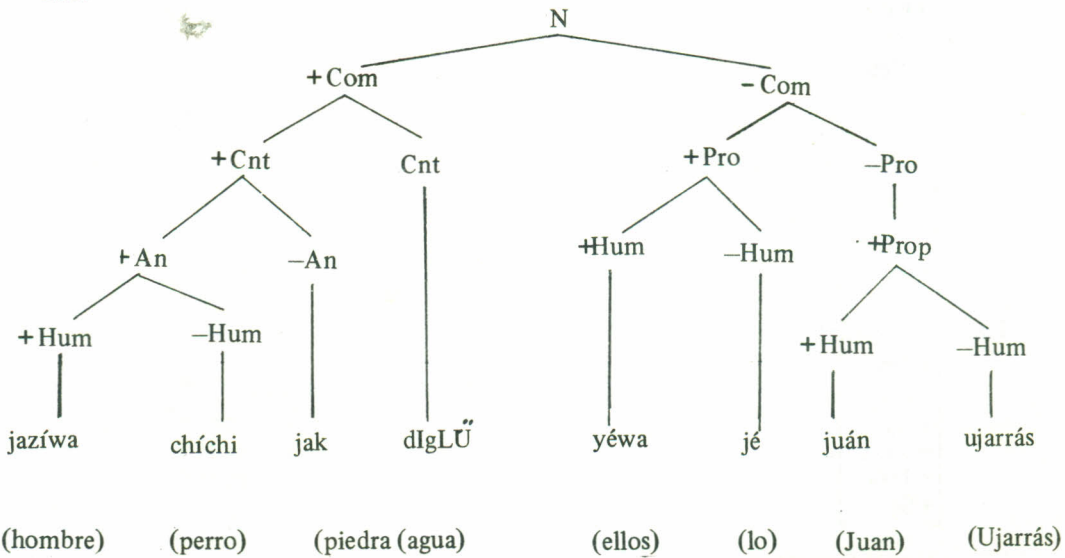 N
+Com -Com
+Cnt Cnt +Pro –Pro
+An –An +Hum –Hum +Prop
+Hum –Hum +Hum –Hum
jazíwa chíchi jak dIgLŰ yéwa jé juán ujarrás
(hombre) (perro) (piedra (agua) (ellos) (lo) (Juan) (Ujarrás)